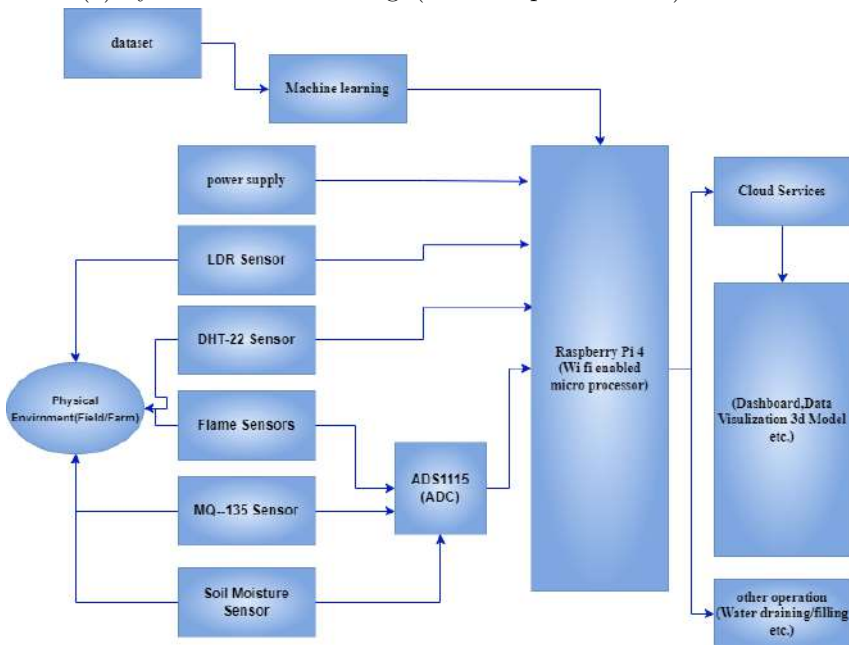 dataset
Machine learning
power supply
LDR Sensor
DHT-22 Sensor
Flame Sensors
MQ--135 Sensor
Soil Moisture
Sensor
Physical
Envirnment(Field/Farm)
ADS1115
(ADC)
Raspberry Pi 4
(Wi fi enabled
micro processor)
Cloud Services
(Dashboard,Data
Visulization 3d Model
etc.)
other operation
(Water draining/filling
etc.)